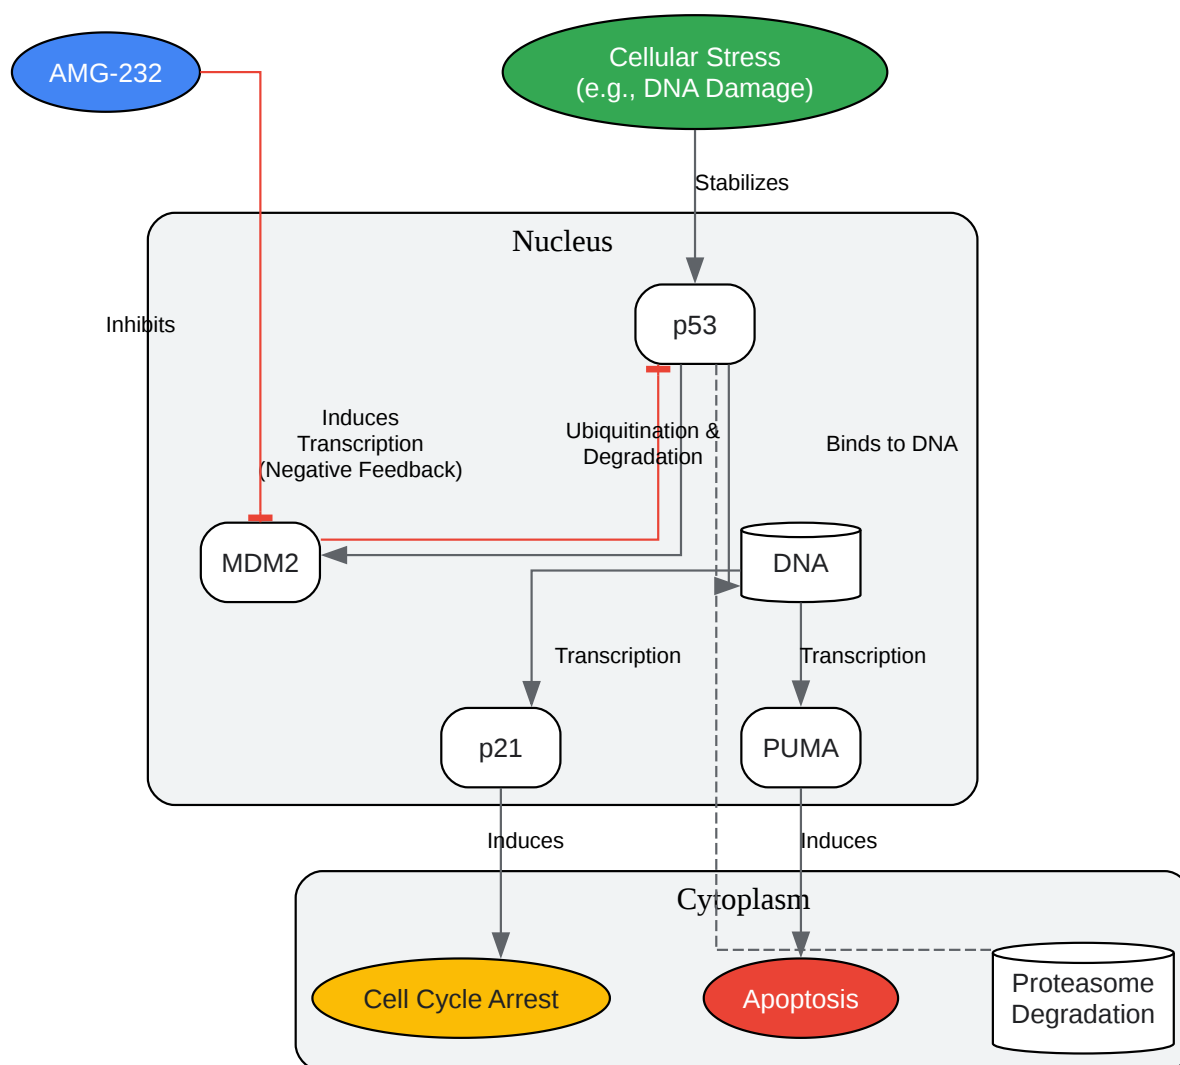 AMG-232
Cellular Stress
(e.g., DNA Damage)
Stabilizes
Nucleus
p53
Inhibits
Induces
Transcription
(Negative Feedback)
Ubiquitination &
Degradation
Binds to DNA
MDM2
DNA
Transcription
Transcription
p21
PUMA
Induces
Induces
Cytoplasm
Cell Cycle Arrest
Apoptosis
Proteasome
Degradation